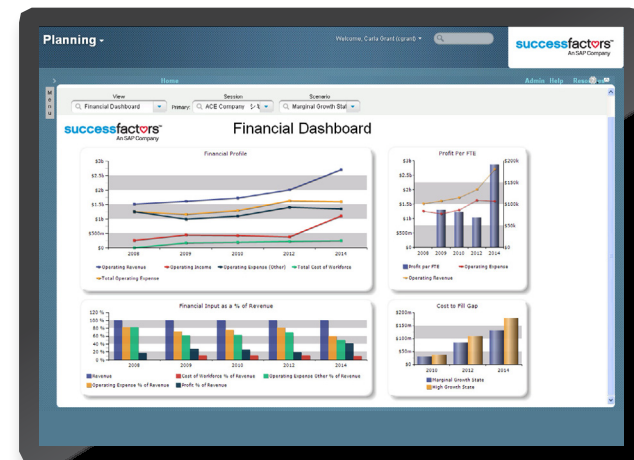 Planning
Welcome, Carla Grant (cgrant)
successfactors™
An SAP Company
Home
Admin Help
Menu
View
Session
Scenario
Financial Dashboard
Primary:
ACE Company
Marginal Growth Stat
successfactors™
An SAP Company
Financial Dashboard
Financial Profile
$3b
$2.5b
$2b
$1.5b
$1b
$500m
$0
2008 2009 2010 2012 2014
Operating Revenue Operating Income Operating Expense (Other) Total Cost of Workforce
Total Operating Expense
Profit Per FTE
$3b
$2.5b
$2b
$1.5b
$1b
$500m
$0
$200k
$150k
$100k
$50k
$0
2008 2009 2010 2012 2014
Profit per FTE Operating Expense
Operating Revenue
Financial Input as a % of Revenue
120 %
100 %
80 %
60 %
40 %
20 %
0 %
2008 2009 2010 2012 2014
Revenue Cost of Workforce % of Revenue Operating Expense Other % of Revenue
Operating Expense % of Revenue Profit % of Revenue
Cost to Fill Gap
$200m
$150m
$100m
$50m
$0
2010 2012 2014
Marginal Growth State
High Growth State